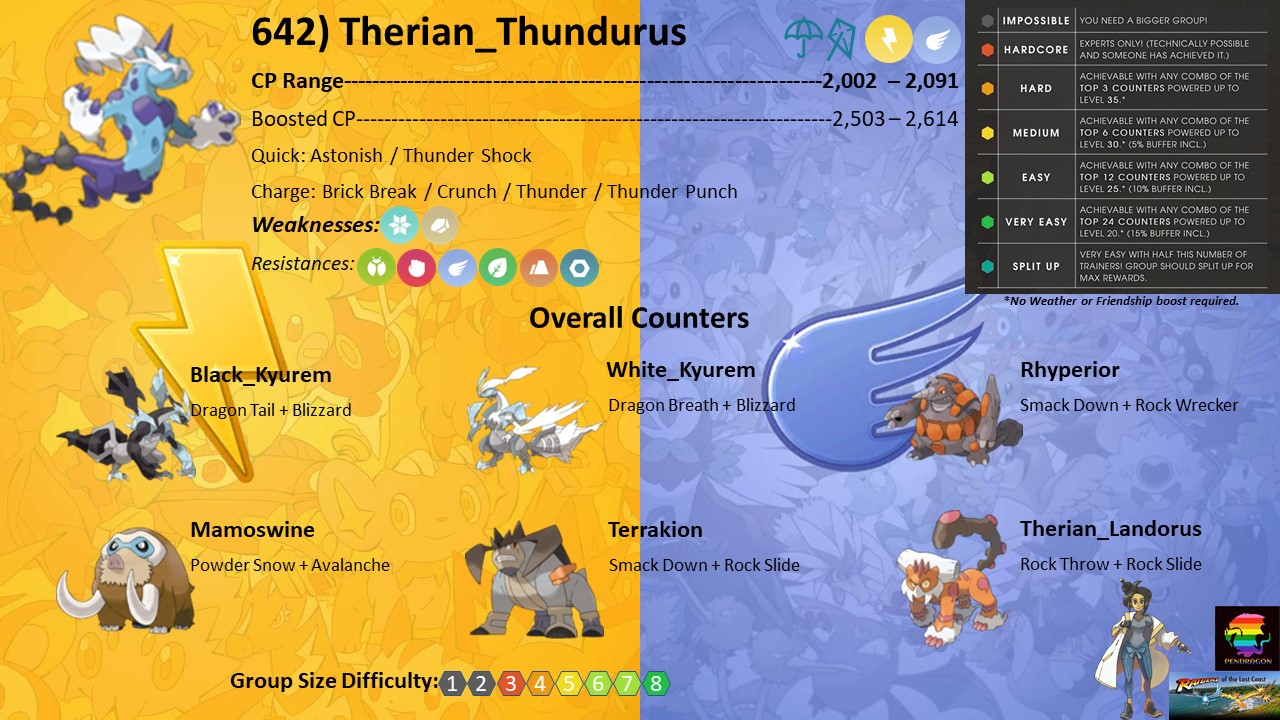 642) Therian_Thundurus
CP Range--------------------------------------------------------------------2,002 – 2,091
Boosted CP--------------------------------------------------------------------2,503 – 2,614
Quick: Astonish / Thunder Shock
Charge: Brick Break / Crunch / Thunder / Thunder Punch
Weaknesses:
Resistances:
IMPOSSIBLE YOU NEED A BIGGER GROUP!
HARDCORE EXPERTS ONLY! (TECHNICALLY POSSIBLE
AND SOMEONE HAS ACHIEVED IT.)
HARD ACHIEVABLE WITH ANY COMBO OF THE
TOP 3 COUNTERS POWERED UP TO
LEVEL 35.*
MEDIUM ACHIEVABLE WITH ANY COMBO OF THE
TOP 6 COUNTERS POWERED UP TO
LEVEL 30.* (5% BUFFER INCL.)
EASY ACHIEVABLE WITH ANY COMBO OF THE
TOP 12 COUNTERS POWERED UP TO
LEVEL 25.* (10% BUFFER INCL.)
VERY EASY ACHIEVABLE WITH ANY COMBO OF THE
TOP 24 COUNTERS POWERED UP TO
LEVEL 20.* (15% BUFFER INCL.)
SPLIT UP VERY EASY WITH HALF THIS NUMBER OF
TRAINERS! GROUP SHOULD SPLIT UP FOR
MAX REWARDS.
*No Weather or Friendship boost required.
Overall Counters
Black_Kyurem
Dragon Tail + Blizzard
White_Kyurem
Dragon Breath + Blizzard
Rhyperior
Smack Down + Rock Wrecker
Mamoswine
Powder Snow + Avalanche
Terrakion
Smack Down + Rock Slide
Therian_Landorus
Rock Throw + Rock Slide
Group Size Difficulty: 1 2 3 4 5 6 7 8
PENDRAGON
RAIDERS of the Lost Coast